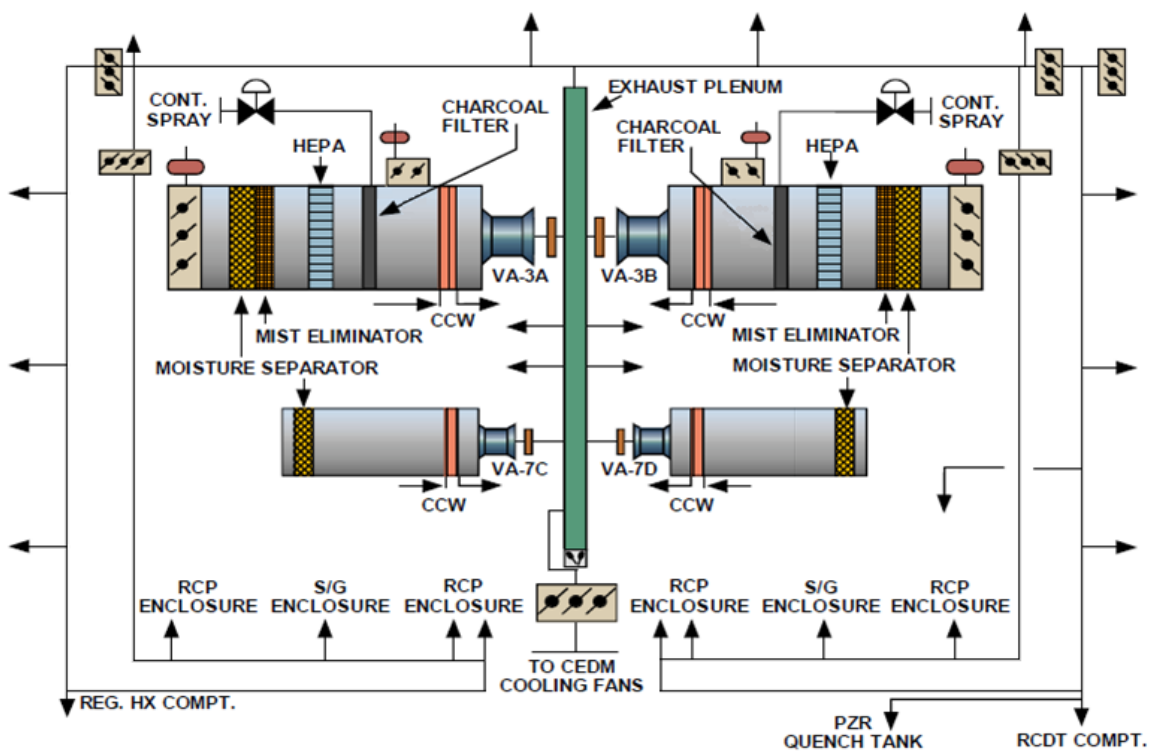 EXHAUST PLENUM
CONT.
SPRAY
CHARCOAL
FILTER
HEPA
CHARCOAL
FILTER
HEPA
CONT.
SPRAY
VA-3A
VA-3B
CCW
CCW
MIST ELIMINATOR
MIST ELIMINATOR
MOISTURE SEPARATOR
MOISTURE SEPARATOR
VA-7C
VA-7D
CCW
CCW
RCP
ENCLOSURE
S/G
ENCLOSURE
RCP
ENCLOSURE
RCP
ENCLOSURE
S/G
ENCLOSURE
RCP
ENCLOSURE
TO CEDM
COOLING FANS
REG. HX COMPT.
PZR
QUENCH TANK
RCDT COMPT.